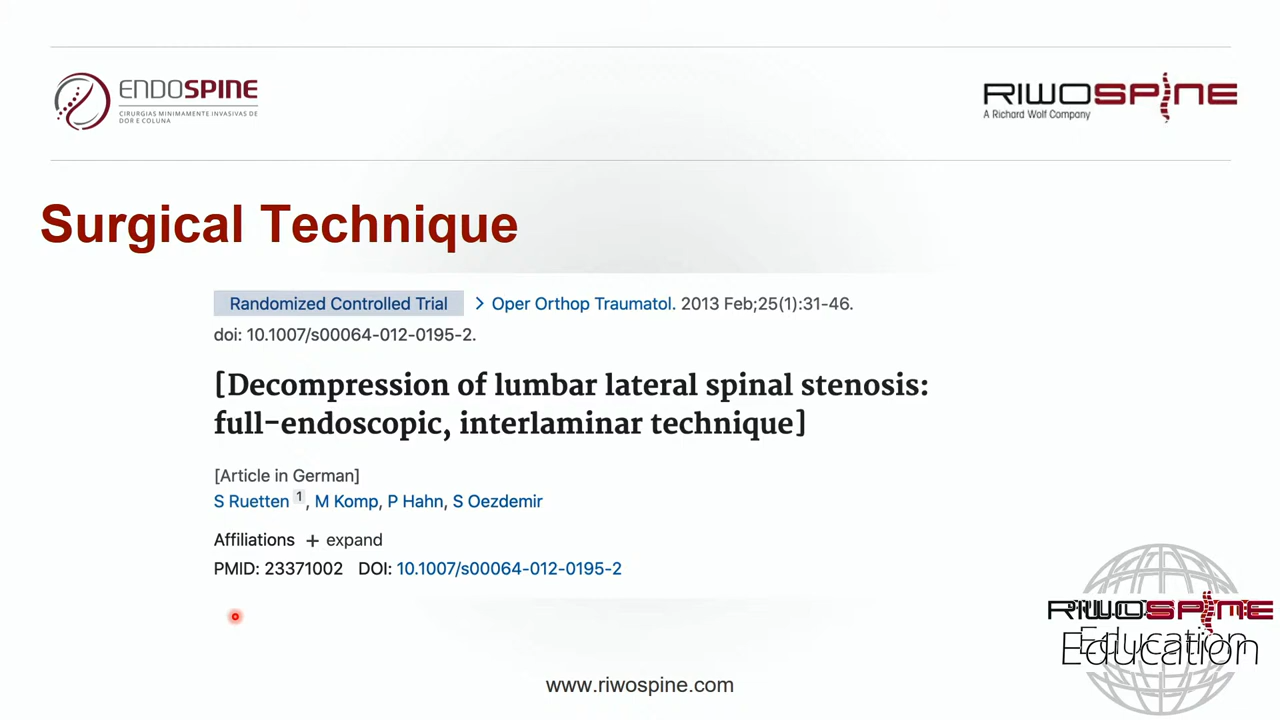 ENDOSPINE
CIRURGIAS MINIMAMENTE INVASIVAS DE
DOR E COLUNA
RIWOSPINE
A Richard Wolf Company
Surgical Technique
Randomized Controlled Trial > Oper Orthop Traumatol. 2013 Feb;25(1):31-46.
doi: 10.1007/s00064-012-0195-2.
[Decompression of lumbar lateral spinal stenosis:
full-endoscopic, interlaminar technique]
[Article in German]
S Ruetten 1, M Komp, P Hahn, S Oezdemir
Affiliations + expand
PMID: 23371002 DOI: 10.1007/s00064-012-0195-2
RIWOSPINE
Education
www.riwospine.com